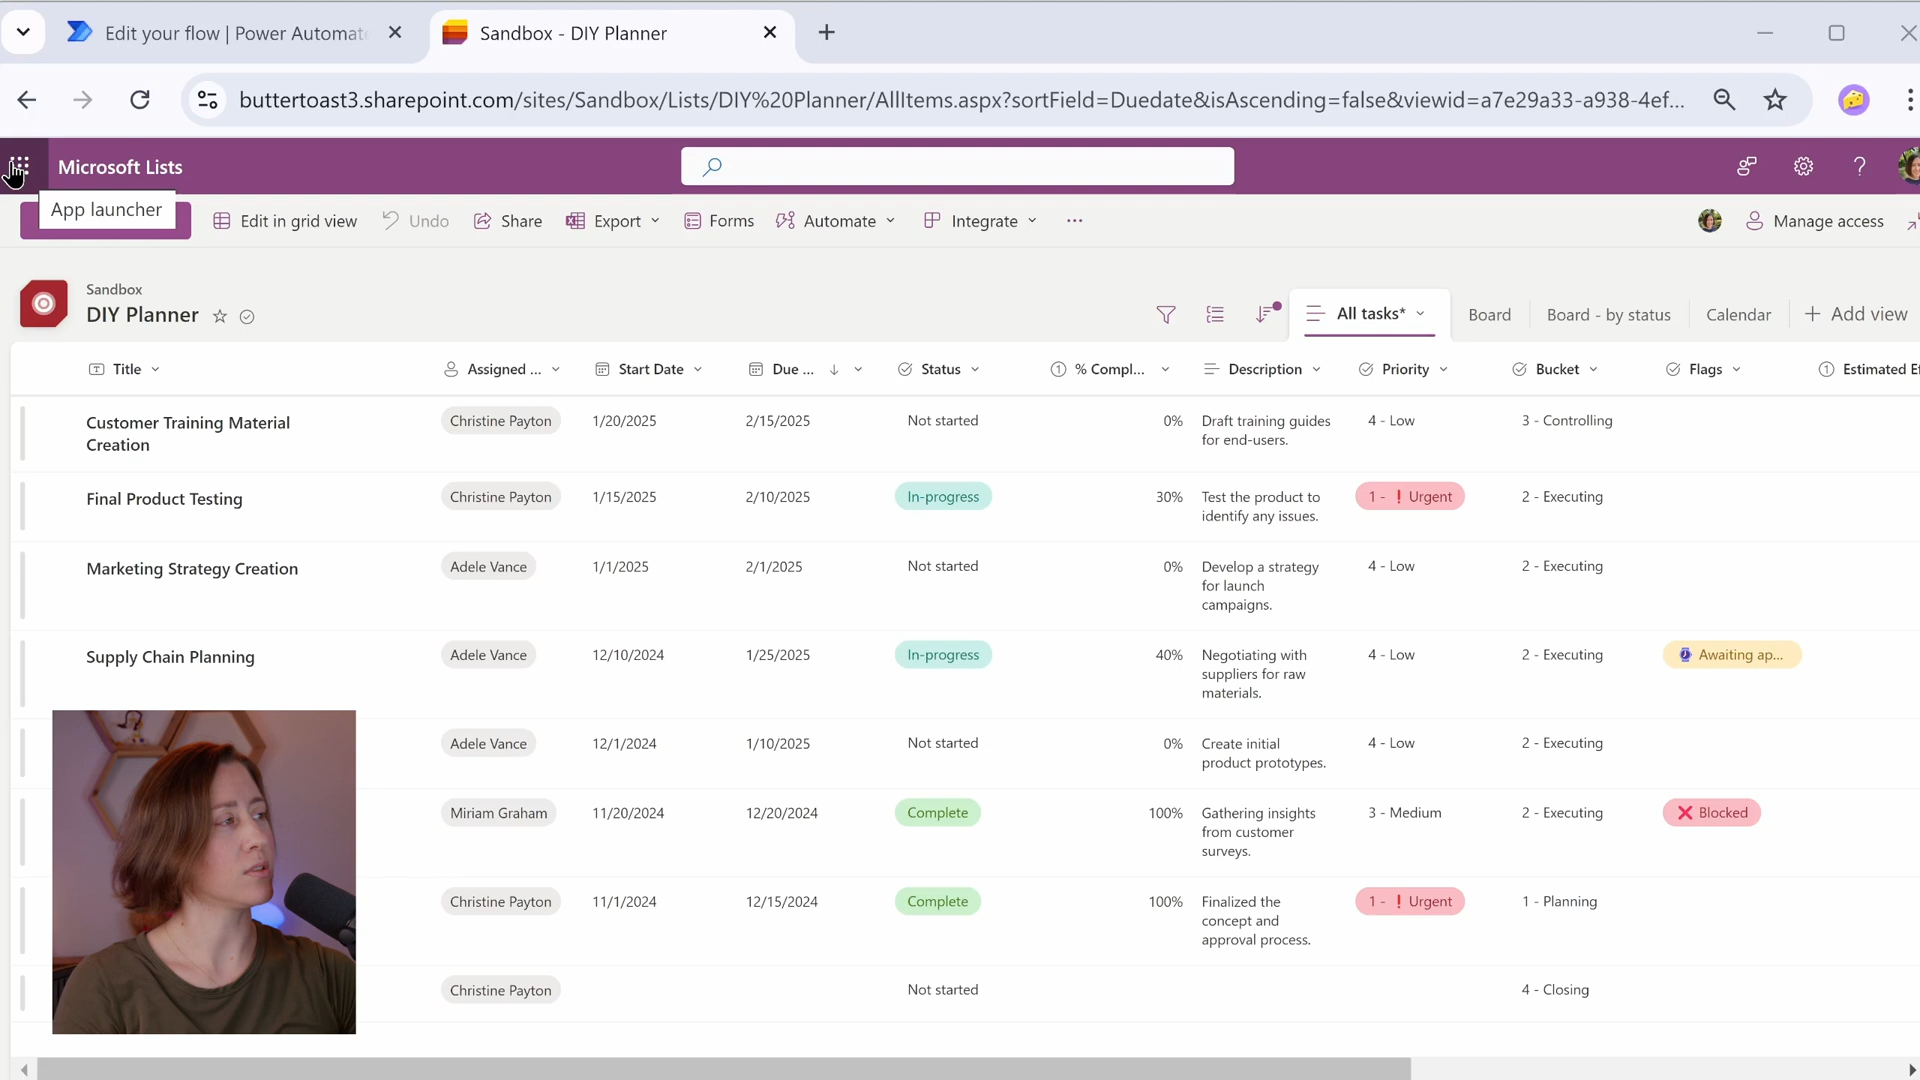 Edit your flow | Power Automate
Sandbox - DIY Planner
buttertoast3.sharepoint.com/sites/Sandbox/Lists/DIY%20Planner/AllItems.aspx?sortField=Duedate&isAscending=false&viewid=a7e29a33-a938-4ef...
Microsoft Lists
App launcher
Edit in grid view Undo Share Export Forms Automate Integrate ... Manage access
Sandbox
DIY Planner
All tasks* Board Board - by status Calendar + Add view
Title Assigned ... Start Date Due ... Status % Compl... Description Priority Bucket Flags Estimated Ef
Customer Training Material Christine Payton 1/20/2025 2/15/2025 Not started 0% Draft training guides 4 - Low 3 - Controlling
Creation for end-users.
Final Product Testing Christine Payton 1/15/2025 2/10/2025 In-progress 30% Test the product to 1 - ❗ Urgent 2 - Executing
identify any issues.
Marketing Strategy Creation Adele Vance 1/1/2025 2/1/2025 Not started 0% Develop a strategy 4 - Low 2 - Executing
for launch
campaigns.
Supply Chain Planning Adele Vance 12/10/2024 1/25/2025 In-progress 40% Negotiating with 4 - Low 2 - Executing Awaiting ap...
suppliers for raw
materials.
Adele Vance 12/1/2024 1/10/2025 Not started 0% Create initial 4 - Low 2 - Executing
product prototypes.
Miriam Graham 11/20/2024 12/20/2024 Complete 100% Gathering insights 3 - Medium 2 - Executing ❌ Blocked
from customer
surveys.
Christine Payton 11/1/2024 12/15/2024 Complete 100% Finalized the 1 - ❗ Urgent 1 - Planning
concept and
approval process.
Christine Payton Not started 4 - Closing